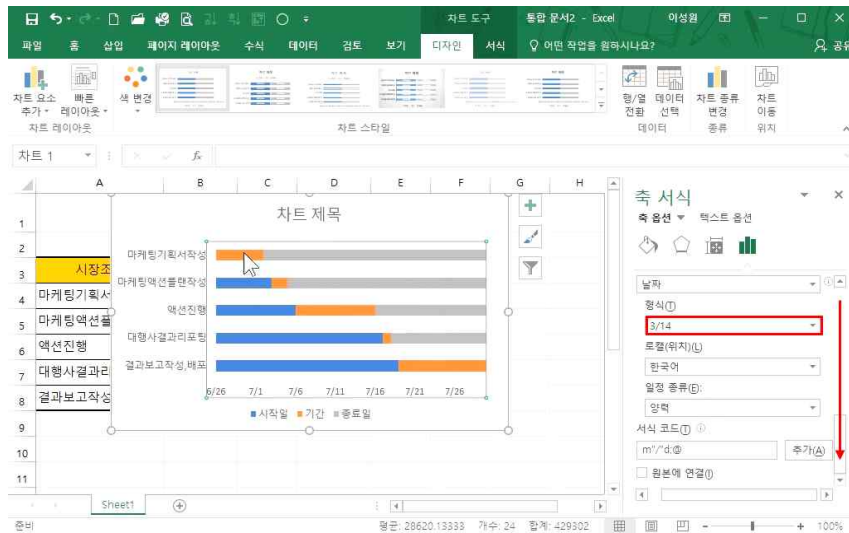 차트 도구
통합 문서2 - Excel
이성원
파일 홈 삽입 페이지 레이아웃 수식 데이터 검토 보기 디자인 서식 어떤 작업을 원하시나요? 공유
차트 요소 추가
빠른 레이아웃
색 변경
행/열 전환
데이터 선택
차트 종류 변경
차트 이동
차트 레이아웃
차트 스타일
데이터
종류
위치
차트 1
fx
A B C D E F G H
1
2
3 시장조
4 마케팅기획서
5 마케팅액션플
6 액션진행
7 대행사결과리
8 결과보고작성
9
10
11
차트 제목
마케팅기획서작성
마케팅액션플랜작성
액션진행
대행사결과리포팅
결과보고작성,배포
6/26 7/1 7/6 7/11 7/16 7/21 7/26
시작일 기간 종료일
축 서식
축 옵션 텍스트 옵션
날짜
형식(T)
3/14
로캘(위치)(L)
한국어
일정 종류(E):
양력
서식 코드(T)
m"/"d;@
추가(A)
원본에 연결(I)
Sheet1
준비
평균: 28620.13333 개수: 24 합계: 429302
100%